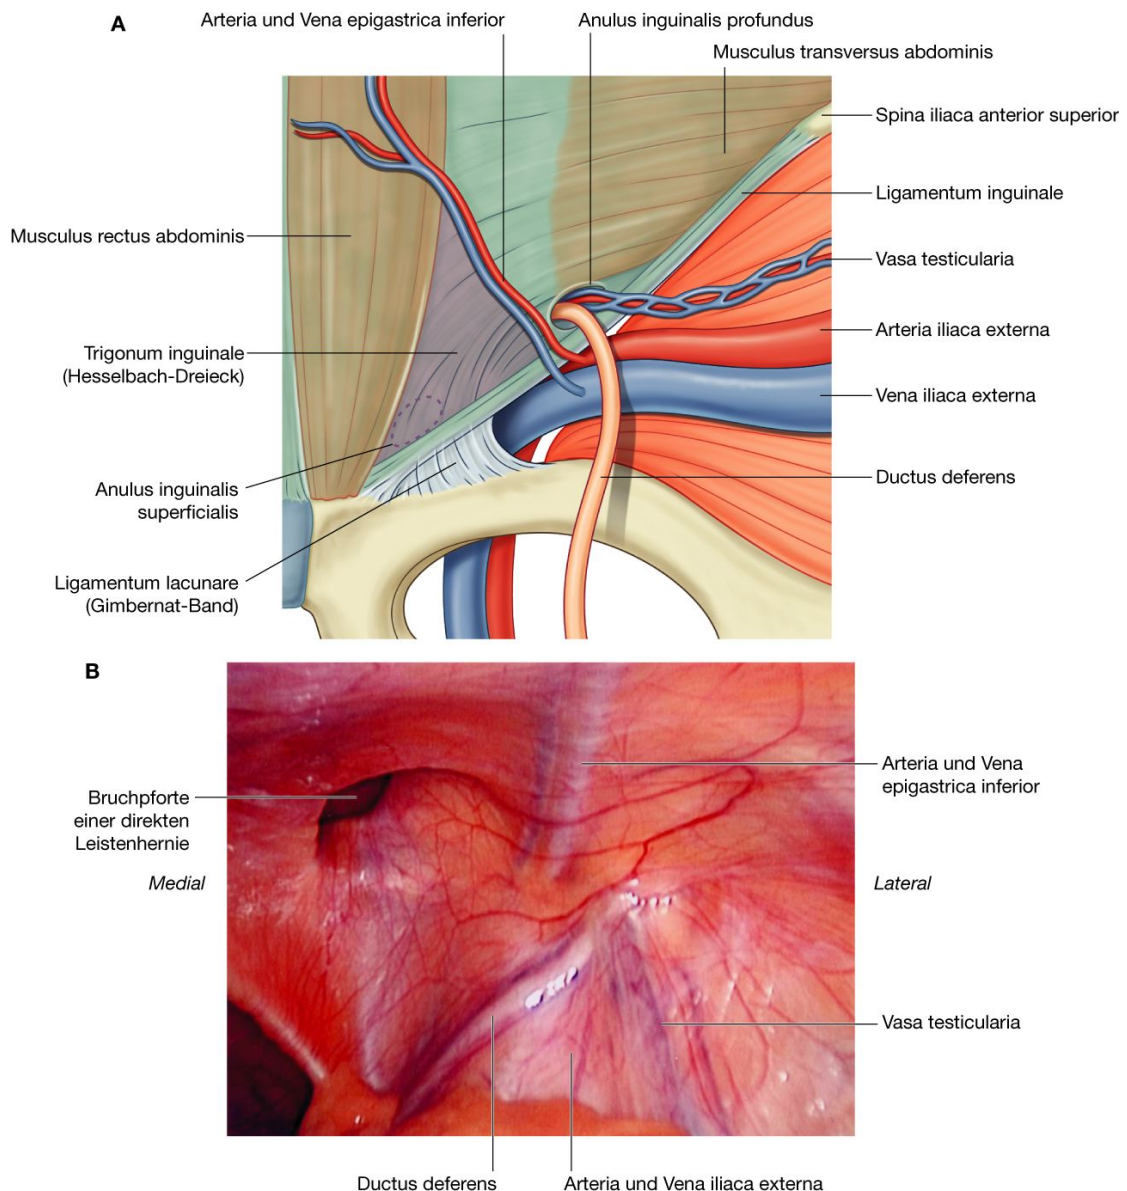 A
Arteria und Vena epigastrica inferior
Anulus inguinalis profundus
Musculus transversus abdominis
Spina iliaca anterior superior
Ligamentum inguinale
Musculus rectus abdominis
Vasa testicularia
Arteria iliaca externa
Trigonum inguinale
(Hesselbach-Dreieck)
Vena iliaca externa
Ductus deferens
Anulus inguinalis
superficialis
Ligamentum lacunare
(Gimbernat-Band)
B
Arteria und Vena
epigastrica inferior
Bruchpforte
einer direkten
Leistenhernie
Medial
Lateral
Vasa testicularia
Ductus deferens
Arteria und Vena iliaca externa